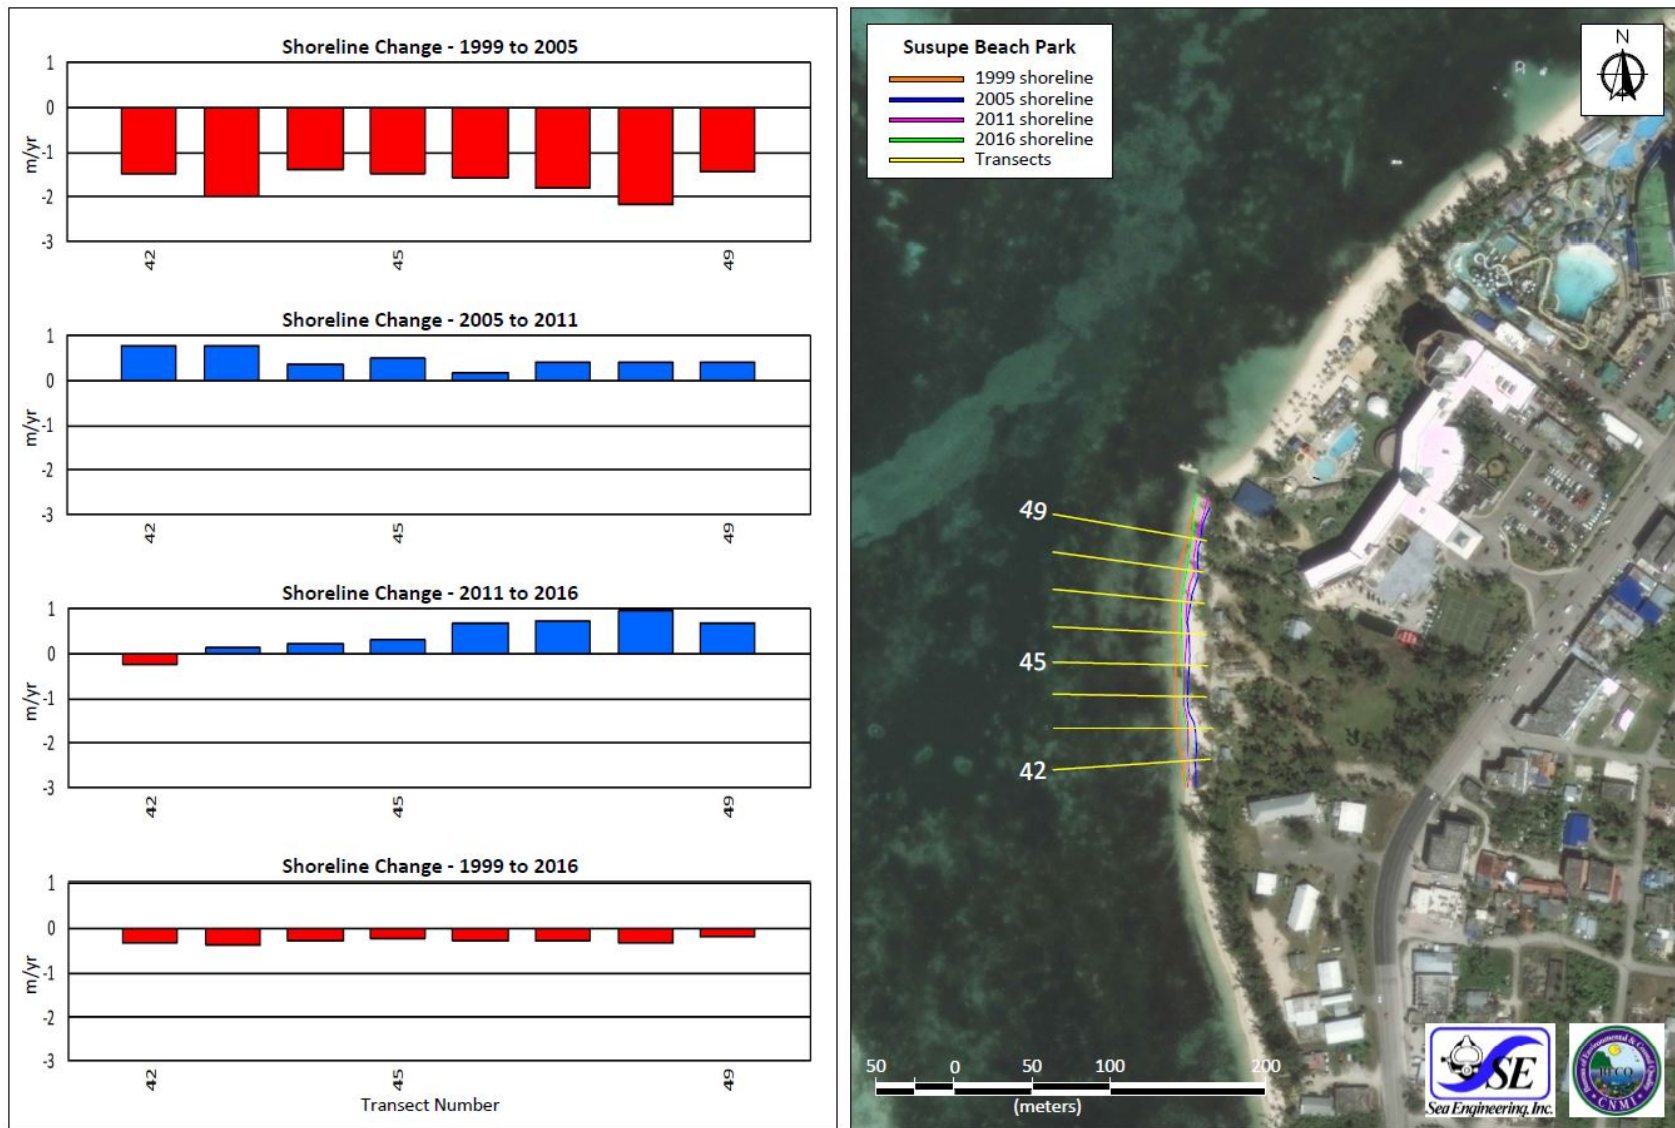 Shoreline Change - 1999 to 2005
1
0
-1
-2
-3
m/yr
42
45
49
Shoreline Change - 2005 to 2011
1
0
-1
-2
-3
m/yr
42
45
49
Shoreline Change - 2011 to 2016
1
0
-1
-2
-3
m/yr
42
45
49
Shoreline Change - 1999 to 2016
1
0
-1
-2
-3
m/yr
42
45
49
Transect Number
Susupe Beach Park
1999 shoreline
2005 shoreline
2011 shoreline
2016 shoreline
Transects
N
49
45
42
50 0 50 100 200
(meters)
SE
Sea Engineering, Inc.
CNMI